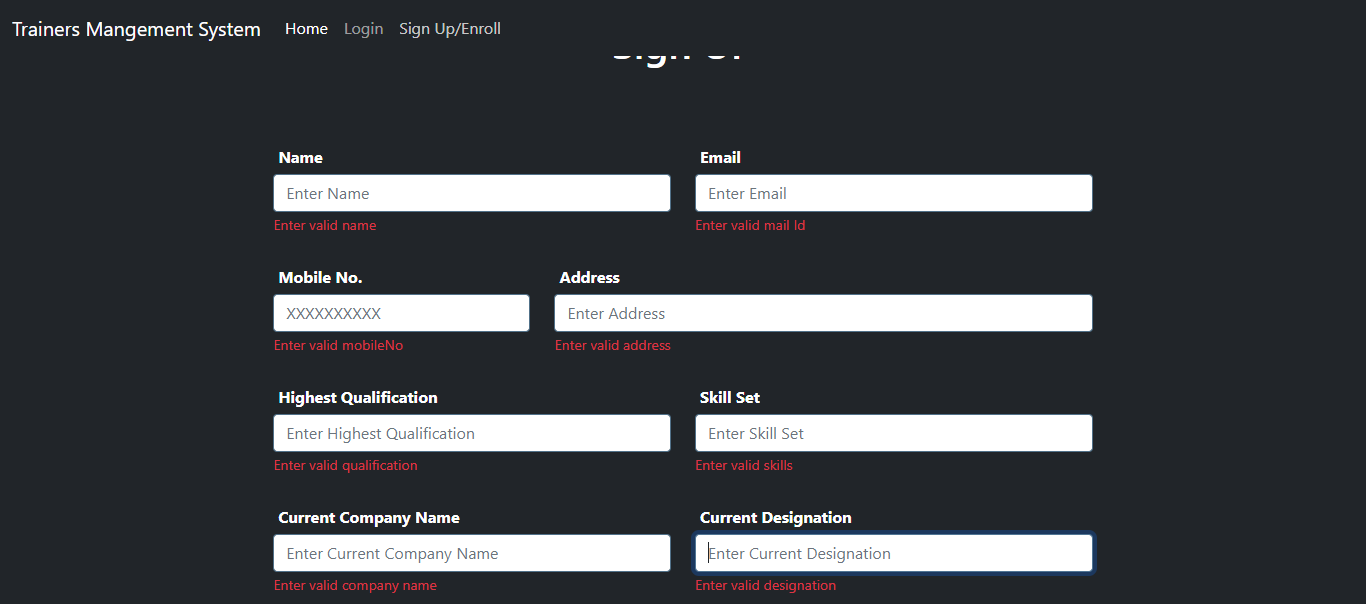 Trainers Mangement System Home Login Sign Up/Enroll
Sign UP
Name Email
Enter Name Enter Email
Enter valid name Enter valid mail Id
Mobile No. Address
XXXXXXXXXX Enter Address
Enter valid mobileNo Enter valid address
Highest Qualification Skill Set
Enter Highest Qualification Enter Skill Set
Enter valid qualification Enter valid skills
Current Company Name Current Designation
Enter Current Company Name Enter Current Designation
Enter valid company name Enter valid designation